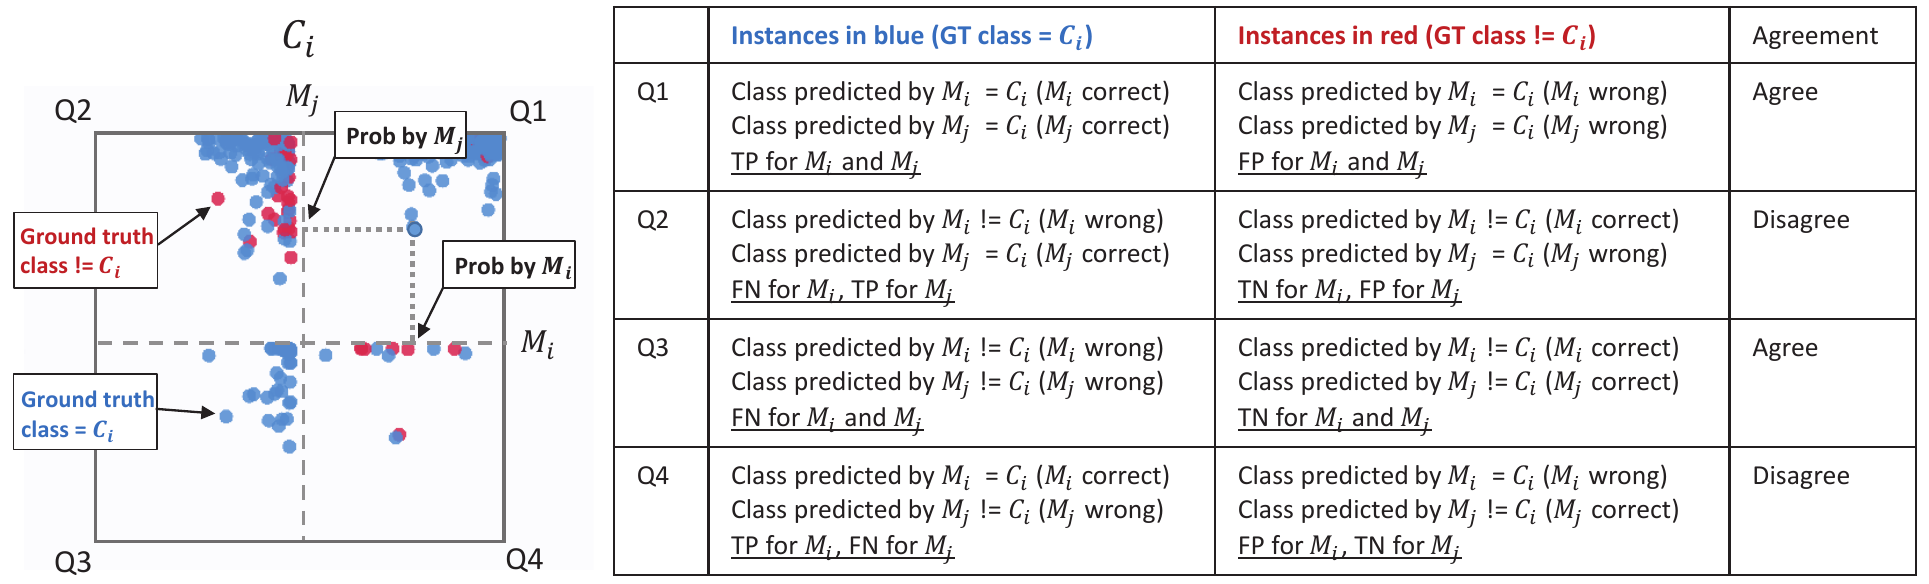 C_i
M_j
Q2
Q1
Prob by M_j
Ground truth
class != C_i
Prob by M_i
M_i
Ground truth
class = C_i
Q3
Q4
Instances in blue (GT class = C_i)
Instances in red (GT class != C_i)
Agreement
Q1
Class predicted by M_i = C_i (M_i correct)
Class predicted by M_j = C_i (M_j correct)
TP for M_i and M_j
Class predicted by M_i = C_i (M_i wrong)
Class predicted by M_j = C_i (M_j wrong)
FP for M_i and M_j
Agree
Q2
Class predicted by M_i != C_i (M_i wrong)
Class predicted by M_j = C_i (M_j correct)
FN for M_i, TP for M_j
Class predicted by M_i != C_i (M_i correct)
Class predicted by M_j = C_i (M_j wrong)
TN for M_i, FP for M_j
Disagree
Q3
Class predicted by M_i != C_i (M_i wrong)
Class predicted by M_j != C_i (M_j wrong)
FN for M_i and M_j
Class predicted by M_i != C_i (M_i correct)
Class predicted by M_j != C_i (M_j correct)
TN for M_i and M_j
Agree
Q4
Class predicted by M_i = C_i (M_i correct)
Class predicted by M_j != C_i (M_j wrong)
TP for M_i, FN for M_j
Class predicted by M_i = C_i (M_i wrong)
Class predicted by M_j != C_i (M_j correct)
FP for M_i, TN for M_j
Disagree